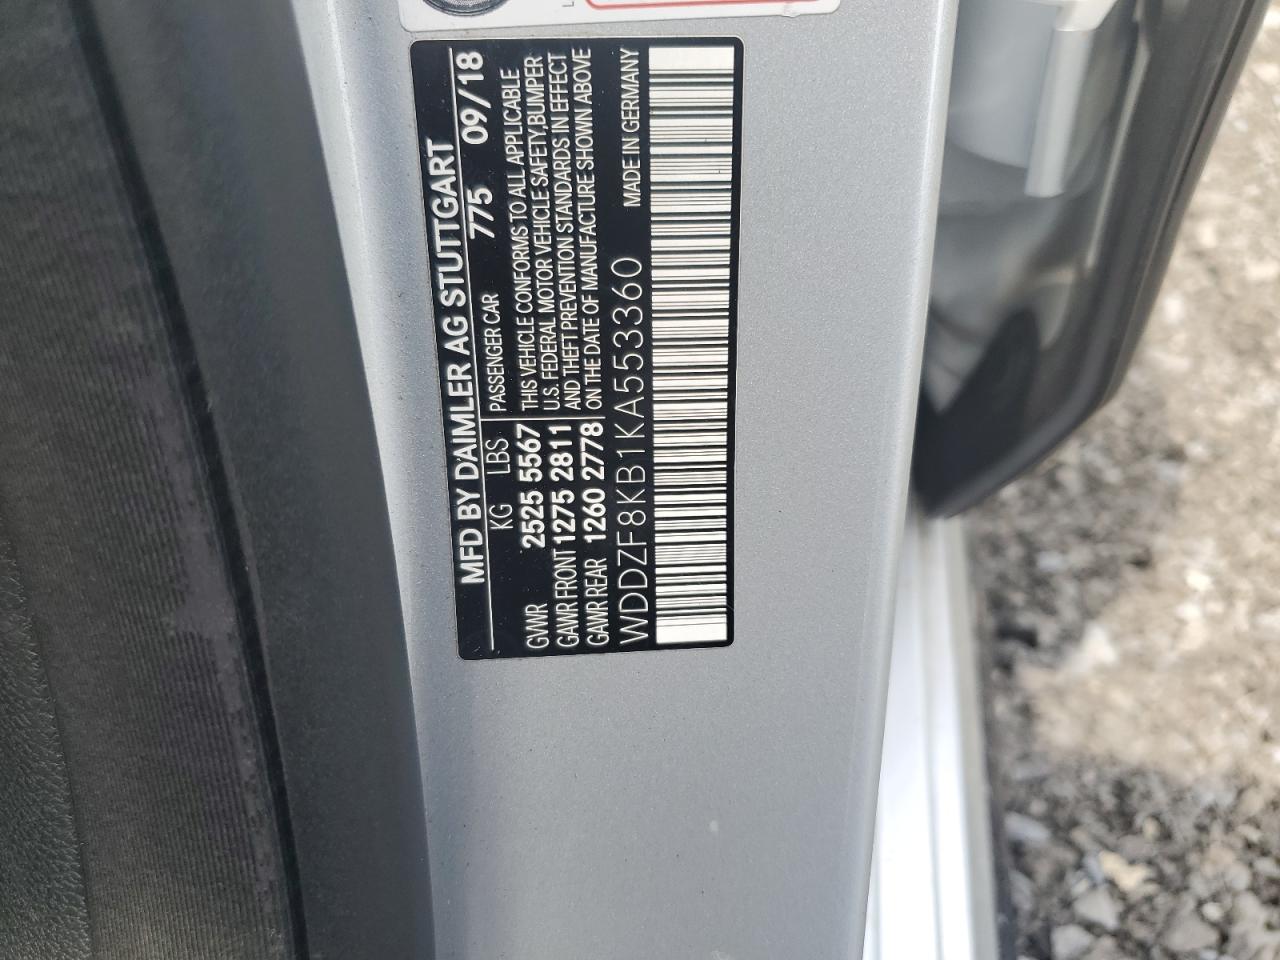 MFD BY DAIMLER AG STUTTGART
775 09/18
KG LBS PASSENGER CAR
GVWR 2525 5567 THIS VEHICLE CONFORMS TO ALL APPLICABLE
U.S. FEDERAL MOTOR VEHICLE SAFETY,BUMPER
GAWR FRONT 1275 2811 AND THEFT PREVENTION STANDARDS IN EFFECT
GAWR REAR 1260 2778 ON THE DATE OF MANUFACTURE SHOWN ABOVE
WDDZF8KB1KA553360 MADE IN GERMANY